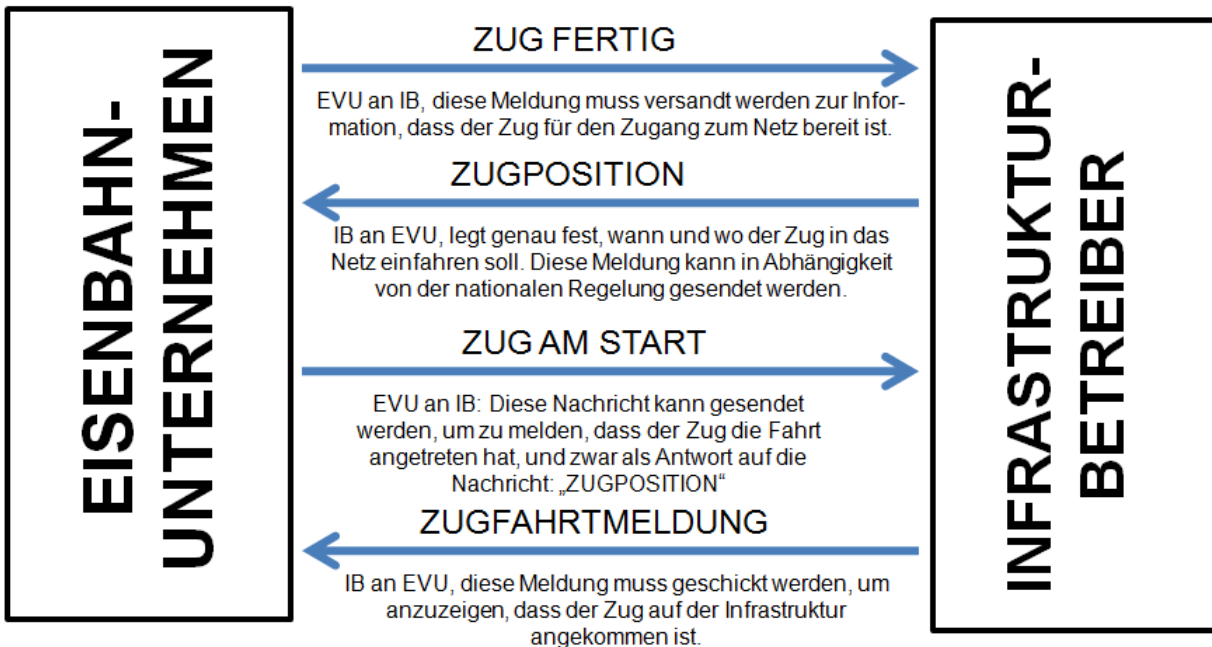 EISENBAHN-
UNTERNEHMEN
ZUG FERTIG
EVU an IB, diese Meldung muss versandt werden zur Infor-
mation, dass der Zug für den Zugang zum Netz bereit ist.
ZUGPOSITION
IB an EVU, legt genau fest, wann und wo der Zug in das
Netz einfahren soll. Diese Meldung kann in Abhängigkeit
von der nationalen Regelung gesendet werden.
ZUG AM START
EVU an IB: Diese Nachricht kann gesendet
werden, um zu melden, dass der Zug die Fahrt
angetreten hat, und zwar als Antwort auf die
Nachricht: „ZUGPOSITION“
ZUGFAHRTMELDUNG
IB an EVU, diese Meldung muss geschickt werden, um
anzuzeigen, dass der Zug auf der Infrastruktur
angekommen ist.
INFRASTRUKTUR-
BETREIBER